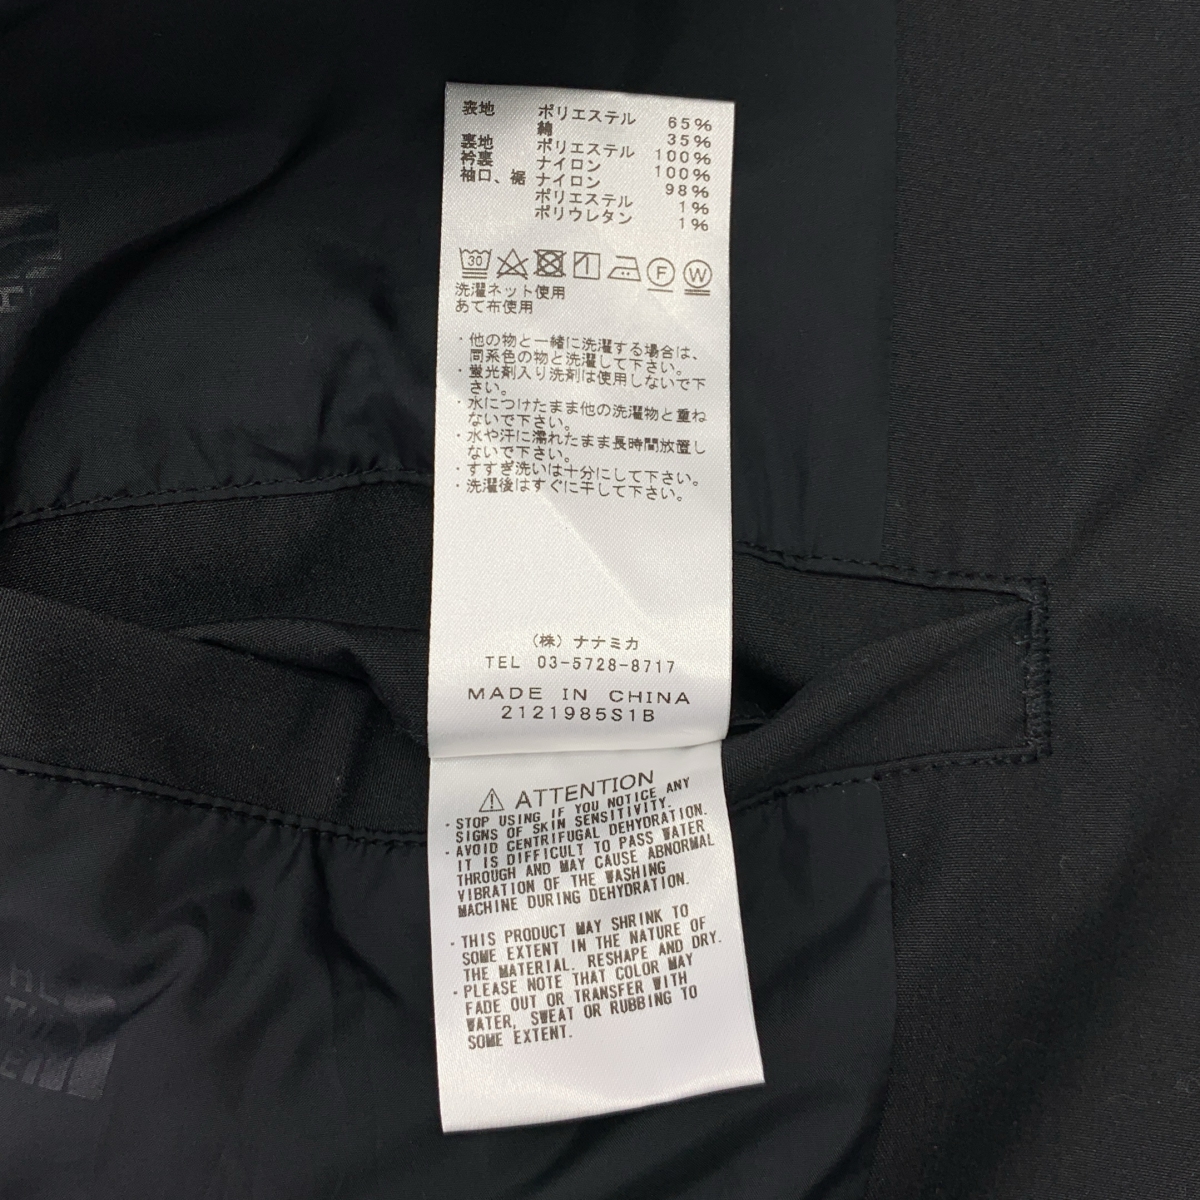 表地 ポリエステル 65%
綿 35%
裏地 ポリエステル 100%
衿裏 ナイロン 100%
袖口、裾 ナイロン 98%
ポリエステル 1%
ポリウレタン 1%
30 F W
洗濯ネット使用
あて布使用
・他の物と一緒に洗濯する場合は、
同系色の物と洗濯して下さい。
・蛍光剤入り洗剤は使用しないで下
さい。
・水につけたまま他の洗濯物と重ね
ないで下さい。
・水や汗に濡れたまま長時間放置し
ないで下さい。
・すすぎ洗いは十分にして下さい。
・洗濯後はすぐに干して下さい。
(株) ナナミカ
TEL 03-5728-8717
MADE IN CHINA
2121985S1B
⚠ ATTENTION
・STOP USING IF YOU NOTICE ANY
SIGNS OF SKIN SENSITIVITY.
・AVOID CENTRIFUGAL DEHYDRATION.
IT IS DIFFICULT TO PASS WATER
THROUGH AND MAY CAUSE ABNORMAL
VIBRATION OF THE WASHING
MACHINE DURING DEHYDRATION.
・THIS PRODUCT MAY SHRINK TO
SOME EXTENT IN THE NATURE OF
THE MATERIAL. RESHAPE AND DRY.
・PLEASE NOTE THAT COLOR MAY
FADE OUT OR TRANSFER WITH
WATER, SWEAT OR RUBBING TO
SOME EXTENT.